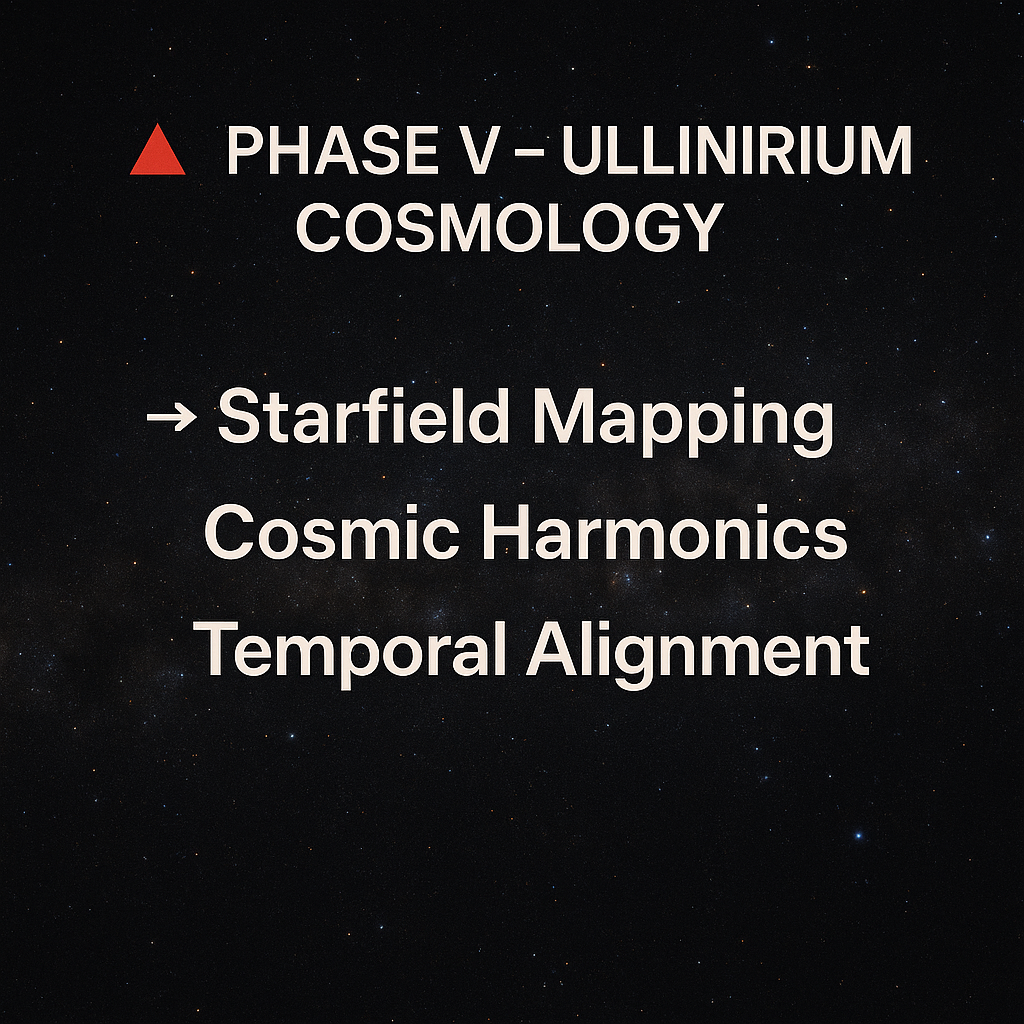 🔺 PHASE V – ULLINIRIUM
COSMOLOGY
→ Starfield Mapping
Cosmic Harmonics
Temporal Alignment